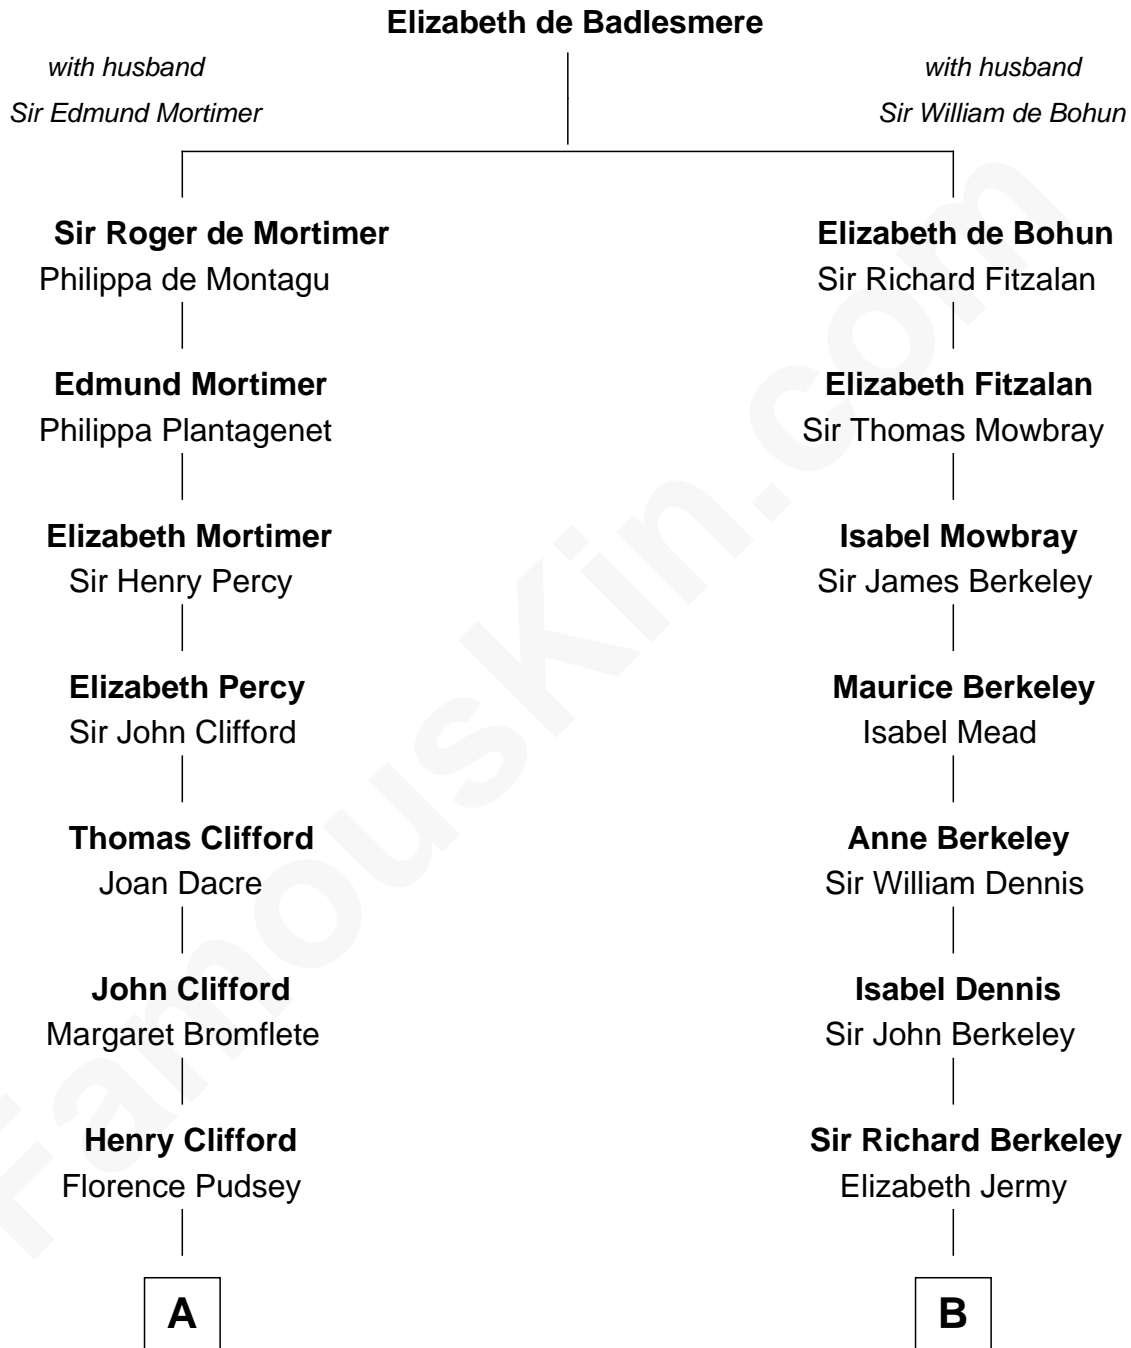 Elizabeth de Badlesmere
with husband
Sir Edmund Mortimer
with husband
Sir William de Bohun
Sir Roger de Mortimer
Philippa de Montagu
Elizabeth de Bohun
Sir Richard Fitzalan
Edmund Mortimer
Philippa Plantagenet
Elizabeth Fitzalan
Sir Thomas Mowbray
Elizabeth Mortimer
Sir Henry Percy
Isabel Mowbray
Sir James Berkeley
Elizabeth Percy
Sir John Clifford
Maurice Berkeley
Isabel Mead
Thomas Clifford
Joan Dacre
Anne Berkeley
Sir William Dennis
John Clifford
Margaret Bromflete
Isabel Dennis
Sir John Berkeley
Henry Clifford
Florence Pudsey
Sir Richard Berkeley
Elizabeth Jermy
A
B
FamousKin.com